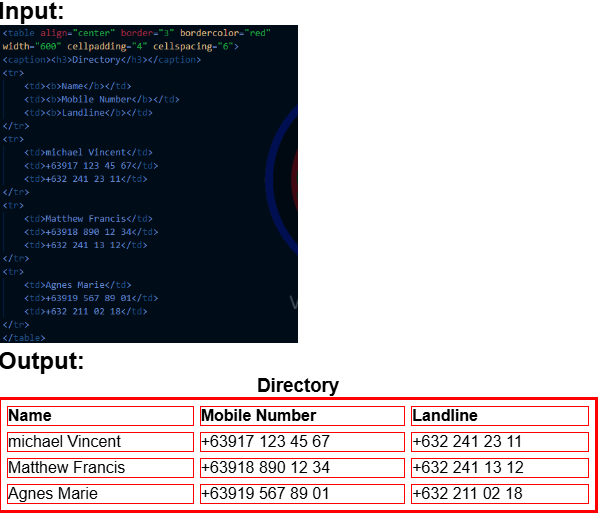 Input:
<table align="center" border="3" bordercolor="red"
width="600" cellpadding="4" cellspacing="6">
<caption><h3>Directory</h3></caption>
<tr>
<td><b>Name</b></td>
<td><b>Mobile Number</b></td>
<td><b>Landline</b></td>
</tr>
<tr>
<td>michael Vincent</td>
<td>+63917 123 45 67</td>
<td>+632 241 23 11</td>
</tr>
<tr>
<td>Matthew Francis</td>
<td>+63918 890 12 34</td>
<td>+632 241 13 12</td>
</tr>
<tr>
<td>Agnes Marie</td>
<td>+63919 567 89 01</td>
<td>+632 211 02 18</td>
</tr>
</table>
Output:
Directory
Name Mobile Number Landline
michael Vincent +63917 123 45 67 +632 241 23 11
Matthew Francis +63918 890 12 34 +632 241 13 12
Agnes Marie +63919 567 89 01 +632 211 02 18